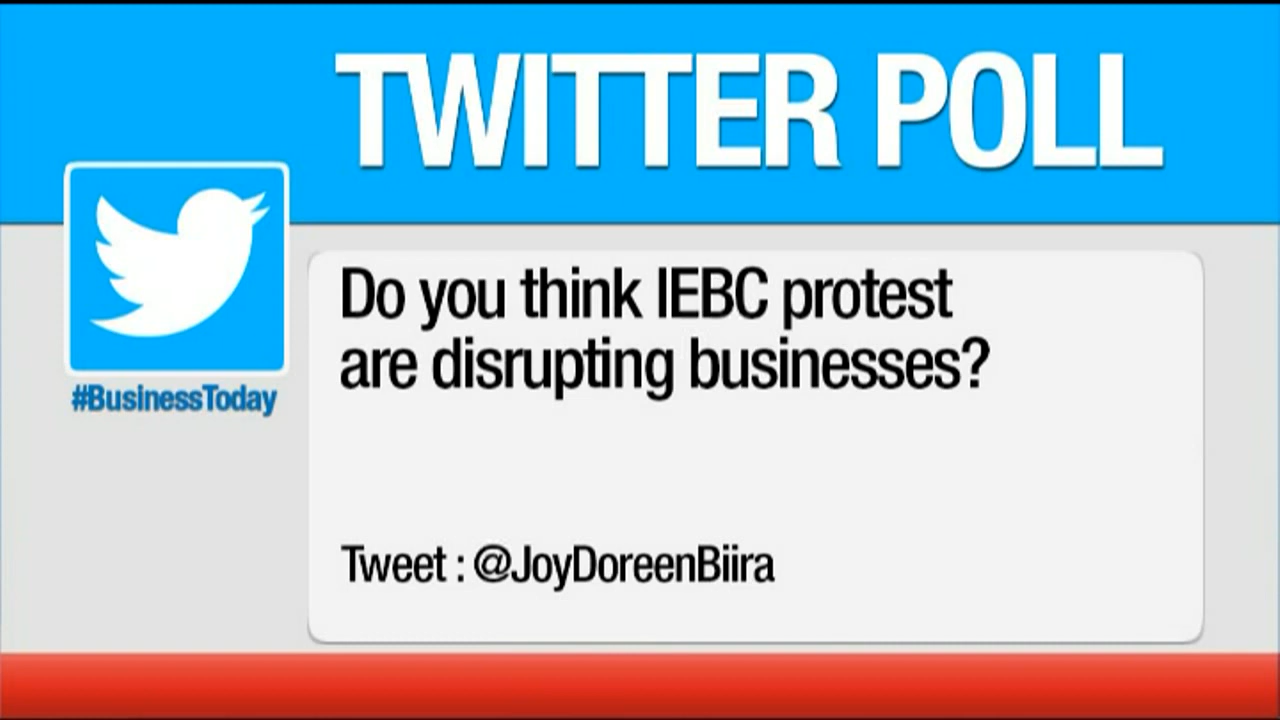 TWITTER POLL
#BusinessToday
Do you think IEBC protest
are disrupting businesses?
Tweet : @JoyDoreenBiira